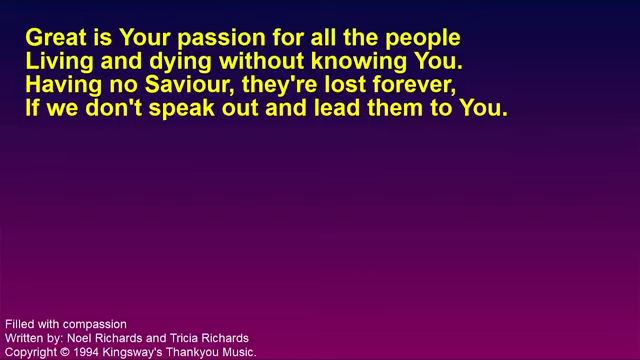 Great is Your passion for all the people
Living and dying without knowing You.
Having no Saviour, they're lost forever,
If we don't speak out and lead them to You.
Filled with compassion
Written by: Noel Richards and Tricia Richards
Copyright © 1994 Kingsway's Thankyou Music.